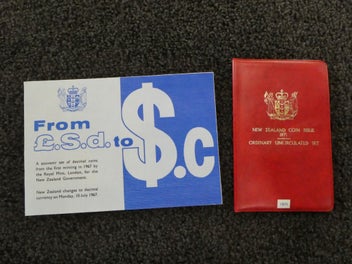 From
£.S.d. to
$.c
A souvenir set of decimal coins
from the first minting in 1967 by
the Royal Mint, London, for the
New Zealand Government.
New Zealand changes to decimal
currency on Monday, 10 July 1967.
NEW ZEALAND COIN ISSUE
1971
ORDINARY UNCIRCULATED SET